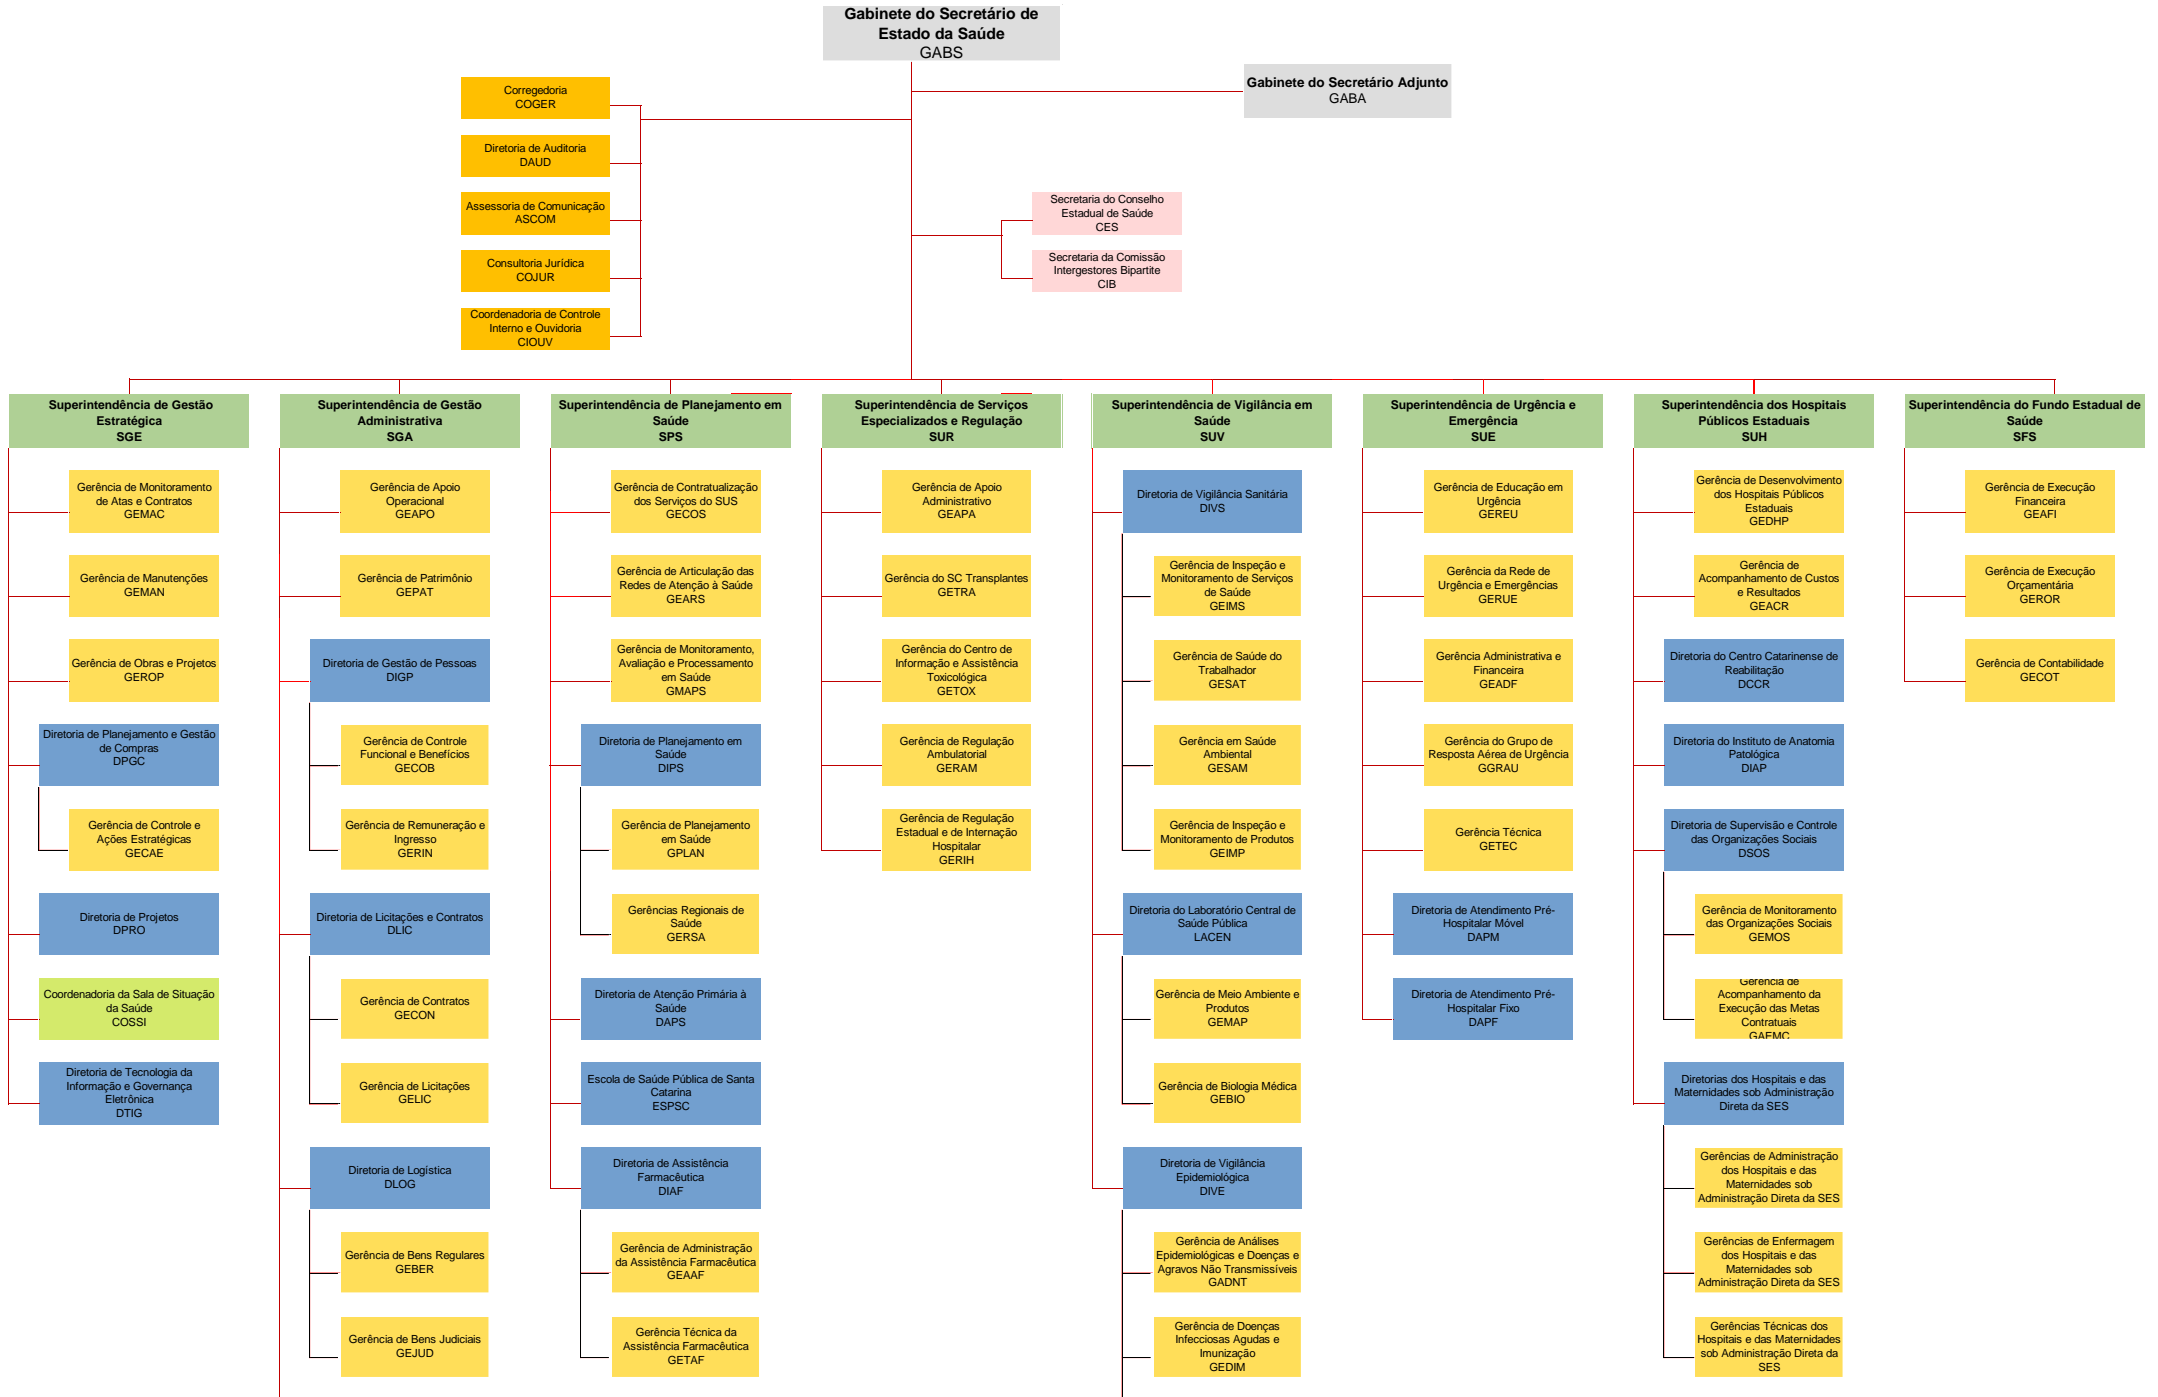 Gabinete do Secretário de
Estado da Saúde
GABS
Gabinete do Secretário Adjunto
GABA
Corregedoria
COGER
Diretoria de Auditoria
DAUD
Assessoria de Comunicação
ASCOM
Consultoria Jurídica
COJUR
Coordenadoria de Controle
Interno e Ouvidoria
CIOUV
Secretaria do Conselho
Estadual de Saúde
CES
Secretaria da Comissão
Intergestores Bipartite
CIB
Superintendência de Gestão
Estratégica
SGE
Gerência de Monitoramento
de Atas e Contratos
GEMAC
Gerência de Manutenções
GEMAN
Gerência de Obras e Projetos
GEROP
Diretoria de Planejamento e Gestão
de Compras
DPGC
Gerência de Controle e
Ações Estratégicas
GECAE
Diretoria de Projetos
DPRO
Coordenadoria da Sala de Situação
da Saúde
COSSI
Diretoria de Tecnologia da
Informação e Governança
Eletrônica
DTIG
Superintendência de Gestão
Administrativa
SGA
Gerência de Apoio
Operacional
GEAPO
Gerência de Patrimônio
GEPAT
Diretoria de Gestão de Pessoas
DIGP
Gerência de Controle
Funcional e Benefícios
GECOB
Gerência de Remuneração e
Ingresso
GERIN
Diretoria de Licitações e Contratos
DLIC
Gerência de Contratos
GECON
Gerência de Licitações
GELIC
Diretoria de Logística
DLOG
Gerência de Bens Regulares
GEBER
Gerência de Bens Judiciais
GEJUD
Superintendência de Planejamento em
Saúde
SPS
Gerência de Contratualização
dos Serviços do SUS
GECOS
Gerência de Articulação das
Redes de Atenção à Saúde
GEARS
Gerência de Monitoramento,
Avaliação e Processamento
em Saúde
GMAPS
Diretoria de Planejamento em
Saúde
DIPS
Gerência de Planejamento
em Saúde
GPLAN
Gerências Regionais de
Saúde
GERSA
Diretoria de Atenção Primária à
Saúde
DAPS
Escola de Saúde Pública de Santa
Catarina
ESPSC
Diretoria de Assistência
Farmacêutica
DIAF
Gerência de Administração
da Assistência Farmacêutica
GEAAF
Gerência Técnica da
Assistência Farmacêutica
GETAF
Superintendência de Serviços
Especializados e Regulação
SUR
Gerência de Apoio
Administrativo
GEAPA
Gerência do SC Transplantes
GETRA
Gerência do Centro de
Informação e Assistência
Toxicológica
GETOX
Gerência de Regulação
Ambulatorial
GERAM
Gerência de Regulação
Estadual e de Internação
Hospitalar
GERIH
Superintendência de Vigilância em
Saúde
SUV
Diretoria de Vigilância Sanitária
DIVS
Gerência de Inspeção e
Monitoramento de Serviços
de Saúde
GEIMS
Gerência de Saúde do
Trabalhador
GESAT
Gerência em Saúde
Ambiental
GESAM
Gerência de Inspeção e
Monitoramento de Produtos
GEIMP
Diretoria do Laboratório Central de
Saúde Pública
LACEN
Gerência de Meio Ambiente e
Produtos
GEMAP
Gerência de Biologia Médica
GEBIO
Diretoria de Vigilância
Epidemiológica
DIVE
Gerência de Análises
Epidemiológicas e Doenças e
Agravos Não Transmissíveis
GADNT
Gerência de Doenças
Infecciosas Agudas e
Imunização
GEDIM
Superintendência de Urgência e
Emergência
SUE
Gerência de Educação em
Urgência
GEREU
Gerência da Rede de
Urgência e Emergências
GERUE
Gerência Administrativa e
Financeira
GEADF
Gerência do Grupo de
Resposta Aérea de Urgência
GGRAU
Gerência Técnica
GETEC
Diretoria de Atendimento Pré-
Hospitalar Móvel
DAPM
Diretoria de Atendimento Pré-
Hospitalar Fixo
DAPF
Superintendência dos Hospitais
Públicos Estaduais
SUH
Gerência de Desenvolvimento
dos Hospitais Públicos
Estaduais
GEDHP
Gerência de
Acompanhamento de Custos
e Resultados
GEACR
Diretoria do Centro Catarinense de
Reabilitação
DCCR
Diretoria do Instituto de Anatomia
Patológica
DIAP
Diretoria de Supervisão e Controle
das Organizações Sociais
DSOS
Gerência de Monitoramento
das Organizações Sociais
GEMOS
Gerência de
Acompanhamento da
Execução das Metas
Contratuais
GAEMC
Diretorias dos Hospitais e das
Maternidades sob Administração
Direta da SES
Gerências de Administração
dos Hospitais e das
Maternidades sob
Administração Direta da SES
Gerências de Enfermagem
dos Hospitais e das
Maternidades sob
Administração Direta da SES
Gerências Técnicas dos
Hospitais e das Maternidades
sob Administração Direta da
SES
Superintendência do Fundo Estadual de
Saúde
SFS
Gerência de Execução
Financeira
GEAFI
Gerência de Execução
Orçamentária
GEROR
Gerência de Contabilidade
GECOT